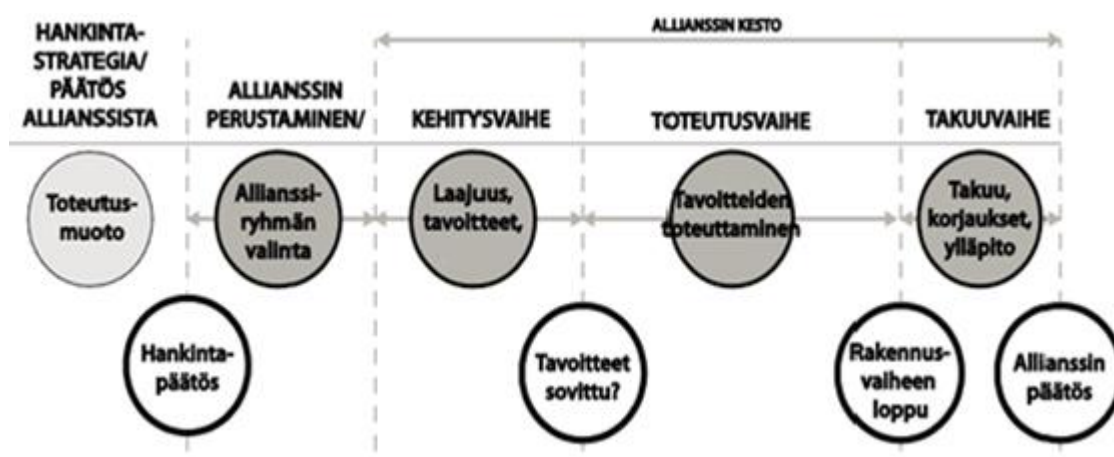 HANKINTA-
STRATEGIA/
PÄÄTÖS
ALLIANSSISTA
ALLIANSSIN
PERUSTAMINEN/
ALLIANSSIN KESTO
KEHITYSVAIHE
TOTEUTUSVAIHE
TAKUUVAIHE
Toteutus-
muoto
Allianssi-
ryhmän
valinta
Laajuus,
tavoitteet,
Tavoitteiden
toteuttaminen
Takuu,
korjaukset,
ylläpito
Hankinta-
päätös
Tavoitteet
sovittu?
Rakennus-
vaiheen
loppu
Allianssin
päätös